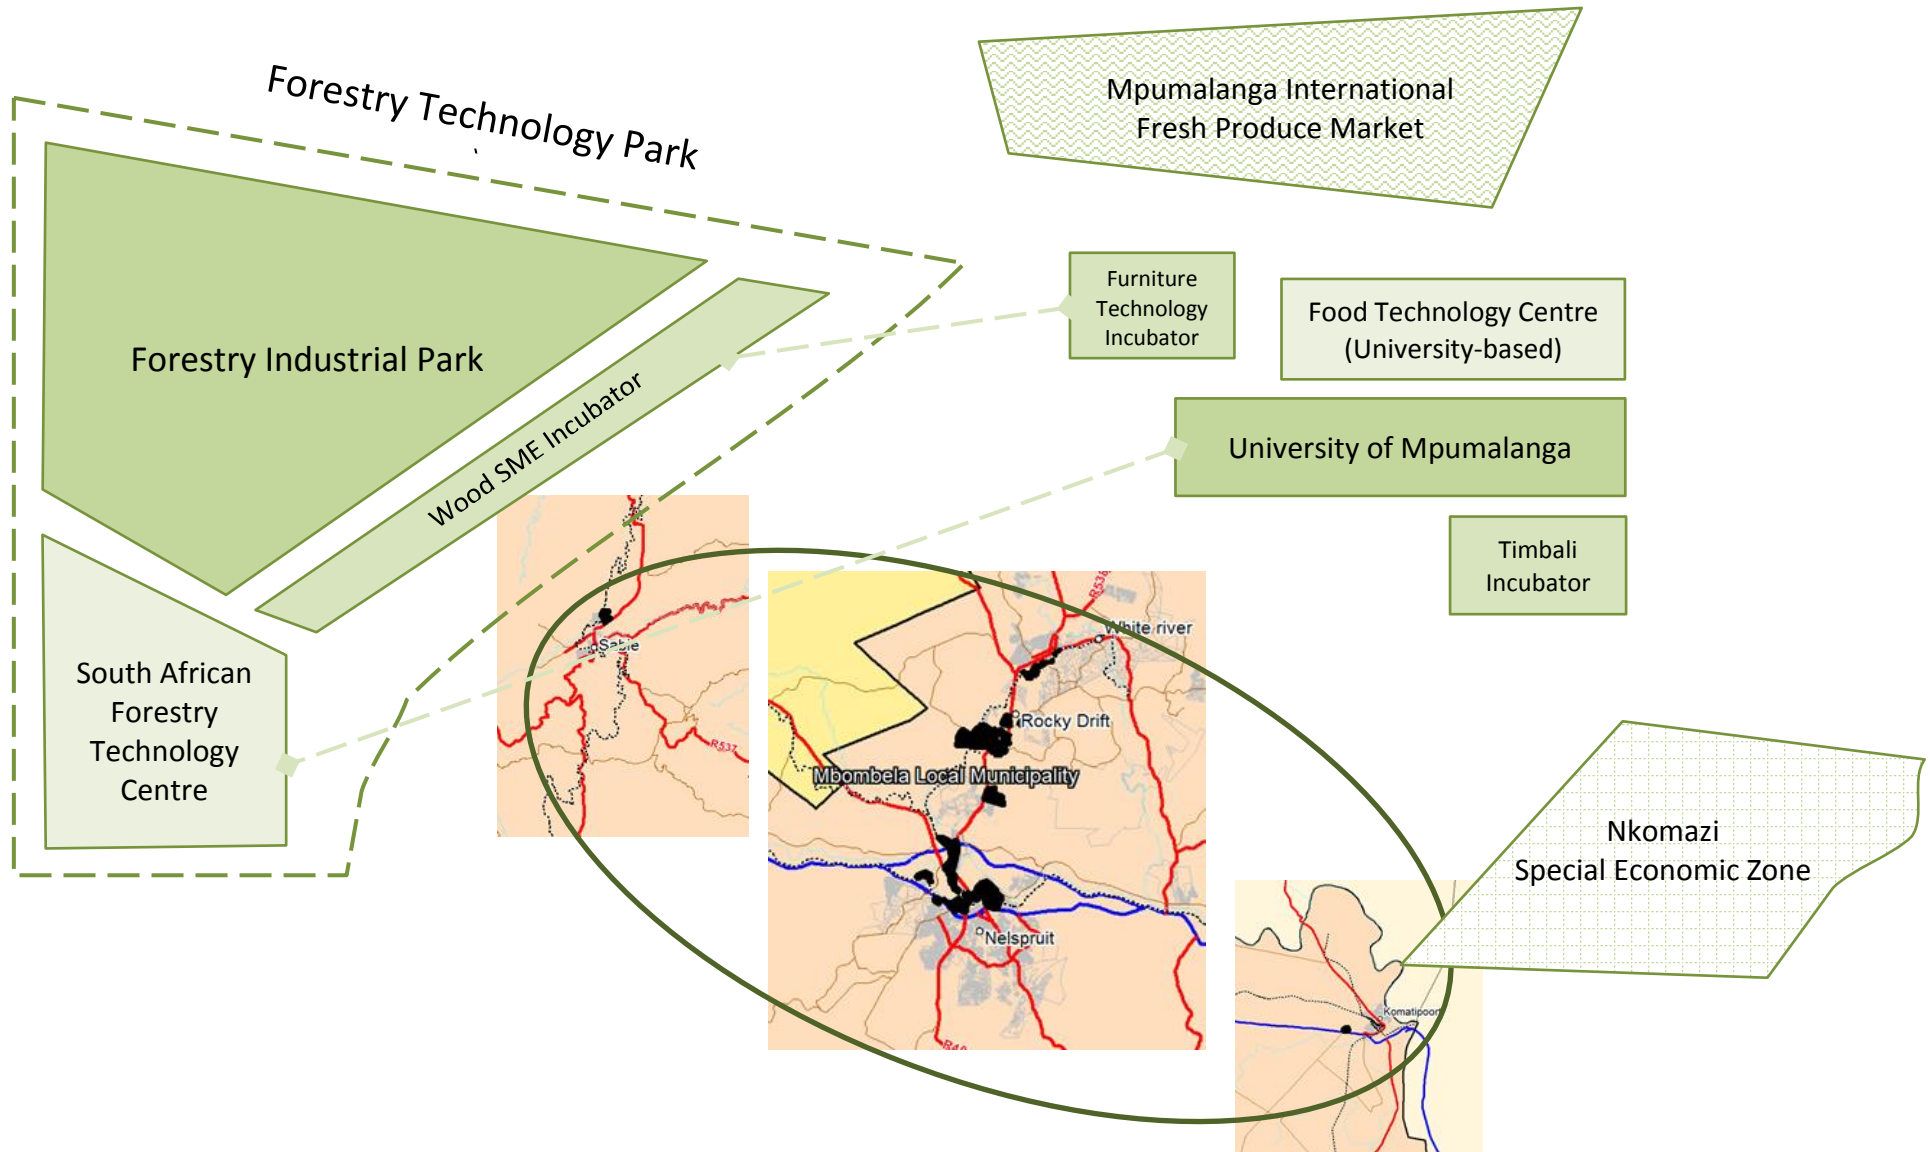 Forestry Technology Park
Mpumalanga International
Fresh Produce Market
Forestry Industrial Park
Wood SME Incubator
South African
Forestry
Technology
Centre
Furniture
Technology
Incubator
Food Technology Centre
(University-based)
University of Mpumalanga
Timbali
Incubator
Nkomazi
Special Economic Zone
Sabie
R537
R538
White river
Rocky Drift
Mbombela Local Municipality
Nelspruit
Komatipoort